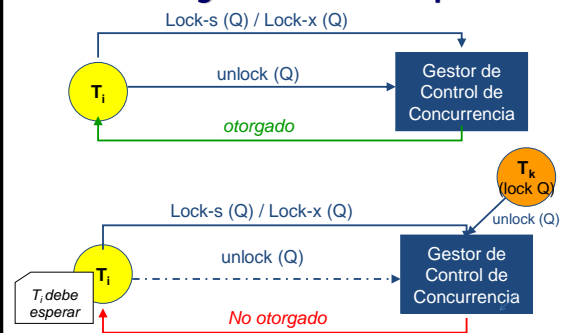 Lock-s (Q) / Lock-x (Q)
unlock (Q)
Ti
Gestor de
Control de
Concurrencia
otorgado
Tk
(lock Q)
unlock (Q)
Lock-s (Q) / Lock-x (Q)
unlock (Q)
Ti
Gestor de
Control de
Concurrencia
Ti debe
esperar
No otorgado